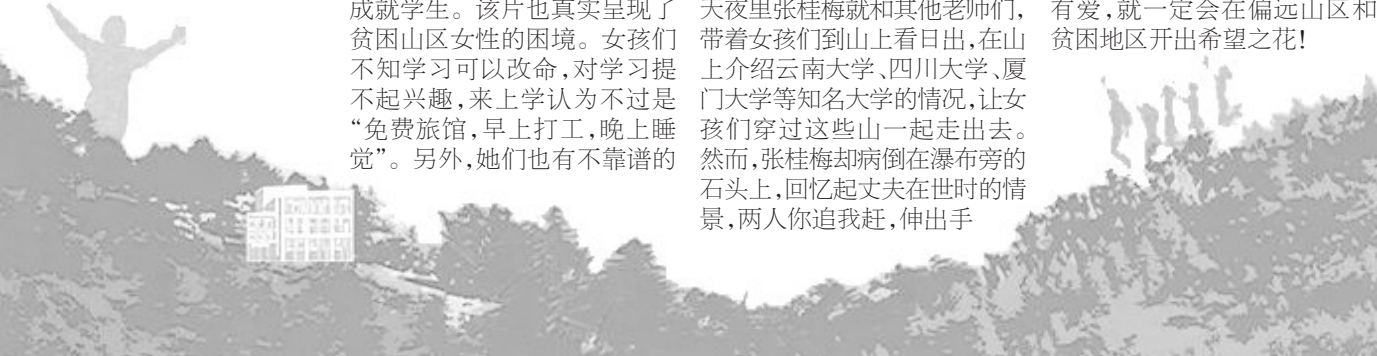 成就学生。该片也真实呈现了
贫困山区女性的困境。女孩们
不知学习可以改命,对学习提
不起兴趣,来上学认为不过是
“免费旅馆,早上打工,晚上睡
觉”。另外,她们也有不靠谱的
天夜里张桂梅就和其他老师们,
带着女孩们到山上看日出,在山
上介绍云南大学、四川大学、厦
门大学等知名大学的情况,让女
孩们穿过这些山一起走出去。
然而,张桂梅却病倒在瀑布旁的
石头上,回忆起丈夫在世时的情
景,两人你追我赶,伸出手
有爱,就一定会在偏远山区和
贫困地区开出希望之花!